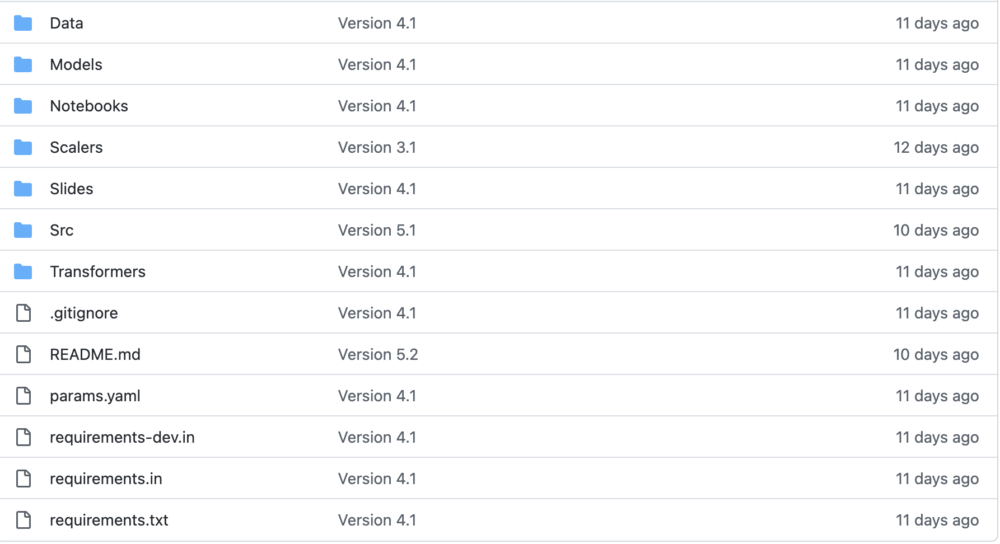 Data Version 4.1 11 days ago
Models Version 4.1 11 days ago
Notebooks Version 4.1 11 days ago
Scalers Version 3.1 12 days ago
Slides Version 4.1 11 days ago
Src Version 5.1 10 days ago
Transformers Version 4.1 11 days ago
.gitignore Version 4.1 11 days ago
README.md Version 5.2 10 days ago
params.yaml Version 4.1 11 days ago
requirements-dev.in Version 4.1 11 days ago
requirements.in Version 4.1 11 days ago
requirements.txt Version 4.1 11 days ago